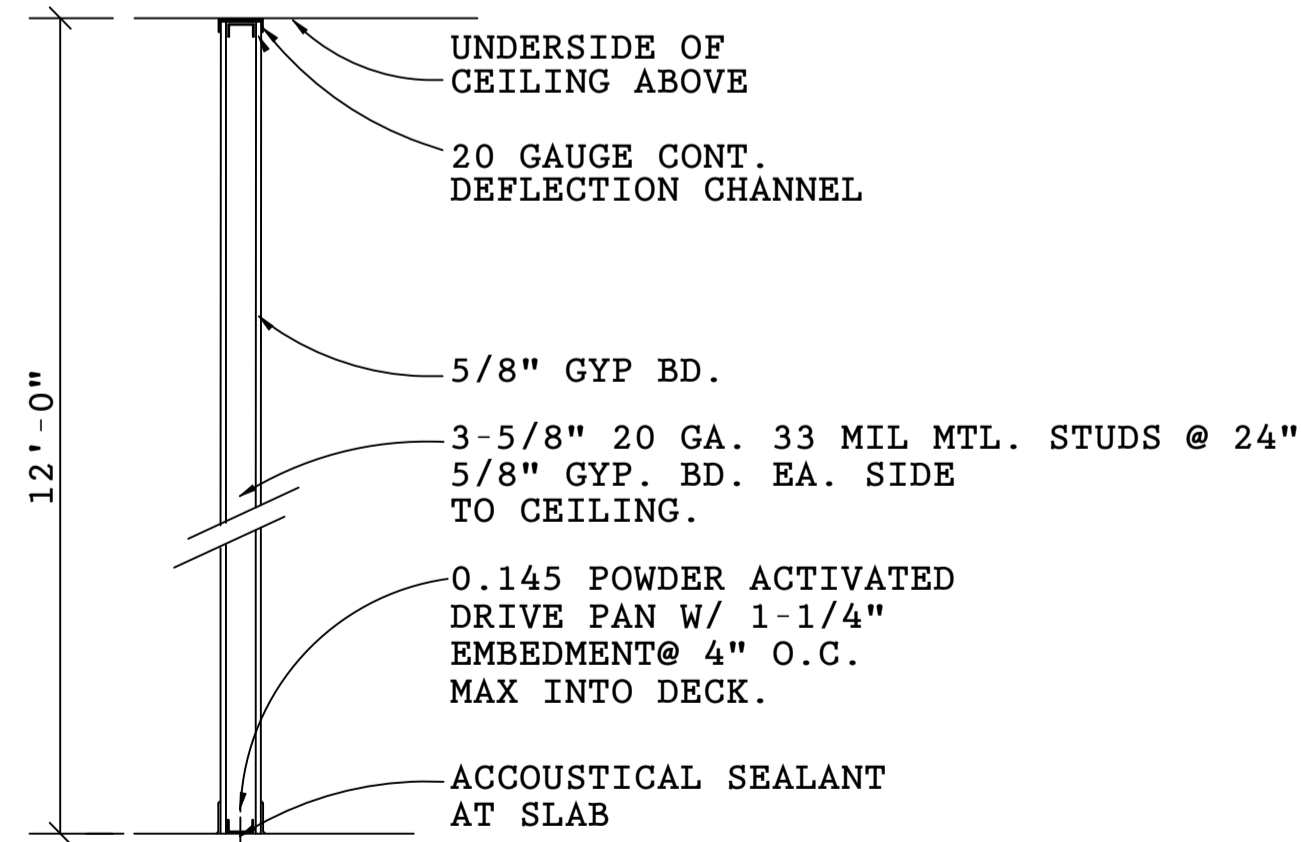 UNDERSIDE OF
CEILING ABOVE
20 GAUGE CONT.
DEFLECTION CHANNEL
12'-0"
5/8" GYP BD.
3-5/8" 20 GA. 33 MIL MTL. STUDS @ 24"
5/8" GYP. BD. EA. SIDE
TO CEILING.
0.145 POWDER ACTIVATED
DRIVE PAN W/ 1-1/4"
EMBEDMENT@ 4" O.C.
MAX INTO DECK.
ACCOUSTICAL SEALANT
AT SLAB